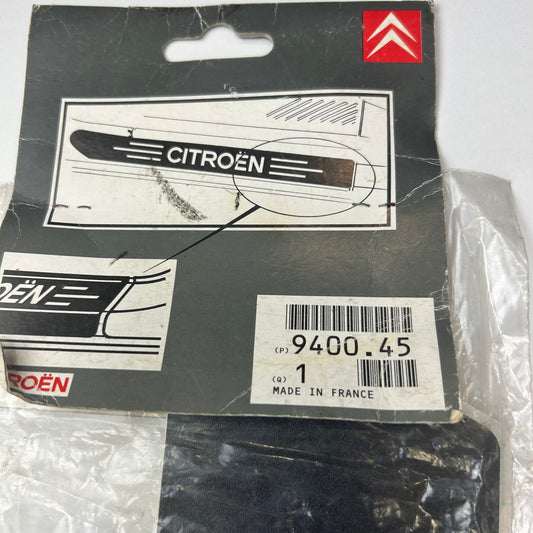 CITROËN
OËN
(P) 9400.45
(Q) 1
MADE IN FRANCE
ROËN